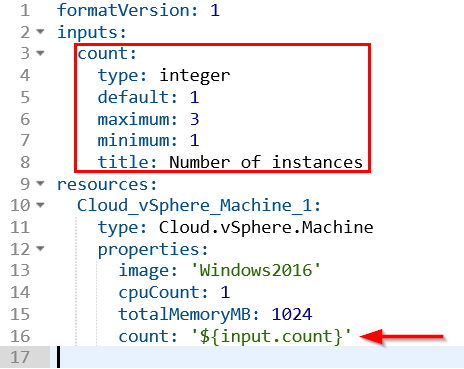 1 formatVersion: 1
2 inputs:
3 count:
4 type: integer
5 default: 1
6 maximum: 3
7 minimum: 1
8 title: Number of instances
9 resources:
10 Cloud_vSphere_Machine_1:
11 type: Cloud.vSphere.Machine
12 properties:
13 image: 'Windows2016'
14 cpuCount: 1
15 totalMemoryMB: 1024
16 count: '${input.count}'
17